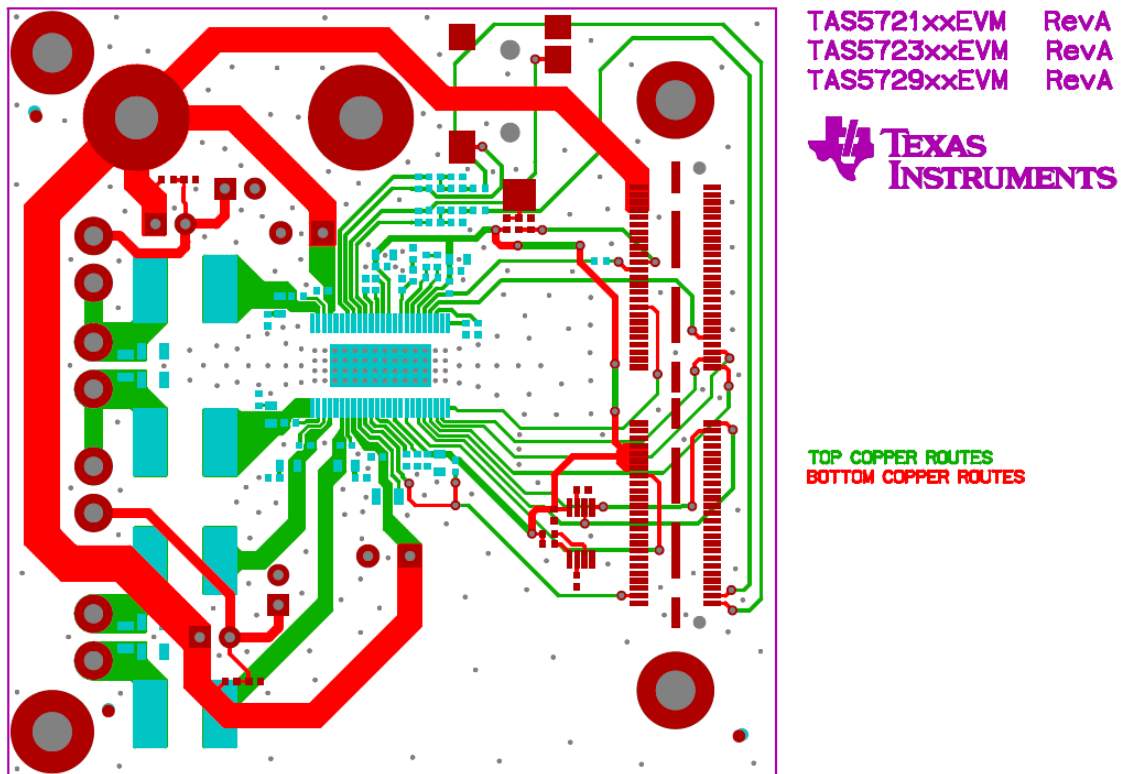 TAS5721xxEVM RevA
TAS5723xxEVM RevA
TAS5729xxEVM RevA
TEXAS
INSTRUMENTS
TOP COPPER ROUTES
BOTTOM COPPER ROUTES